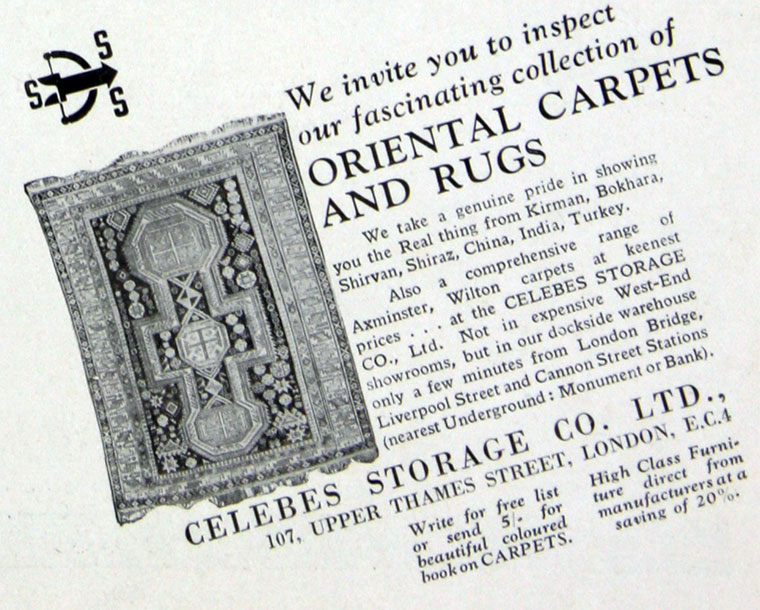 S
S
S
We invite you to inspect
our fascinating collection of
ORIENTAL CARPETS
AND RUGS
We take a genuine pride in showing
you the Real thing from Kirman, Bokhara,
Shirvan, Shiraz, China, India, Turkey.
Also a comprehensive range of
Axminster, Wilton carpets at keenest
prices . . . at the CELEBES STORAGE
CO., Ltd. Not in expensive West-End
showrooms, but in our dockside warehouse
only a few minutes from London Bridge,
Liverpool Street and Cannon Street Stations
(nearest Underground: Monument or Bank).
CELEBES STORAGE CO. LTD.,
107, UPPER THAMES STREET, LONDON, E.C.4
Write for free list
or send 5/- for
beautiful coloured
book on CARPETS.
High Class Furni-
ture direct from
manufacturers at a
saving of 20%.